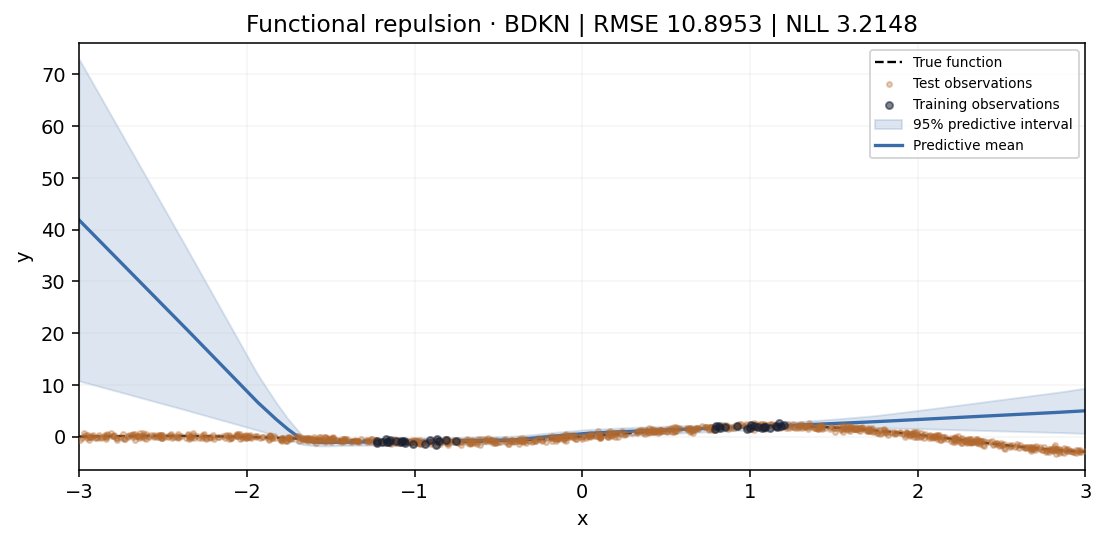 Functional repulsion · BDKN | RMSE 10.8953 | NLL 3.2148
True function
Test observations
Training observations
95% predictive interval
Predictive mean
y
70
60
50
40
30
20
10
0
−3
−2
−1
0
1
2
3
x